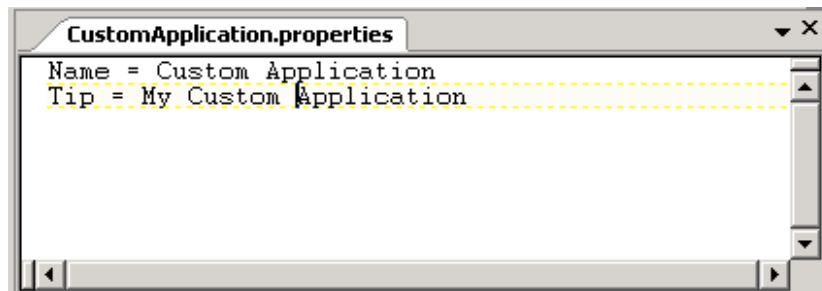 CustomApplication.properties
Name = Custom Application
Tip = My Custom Application